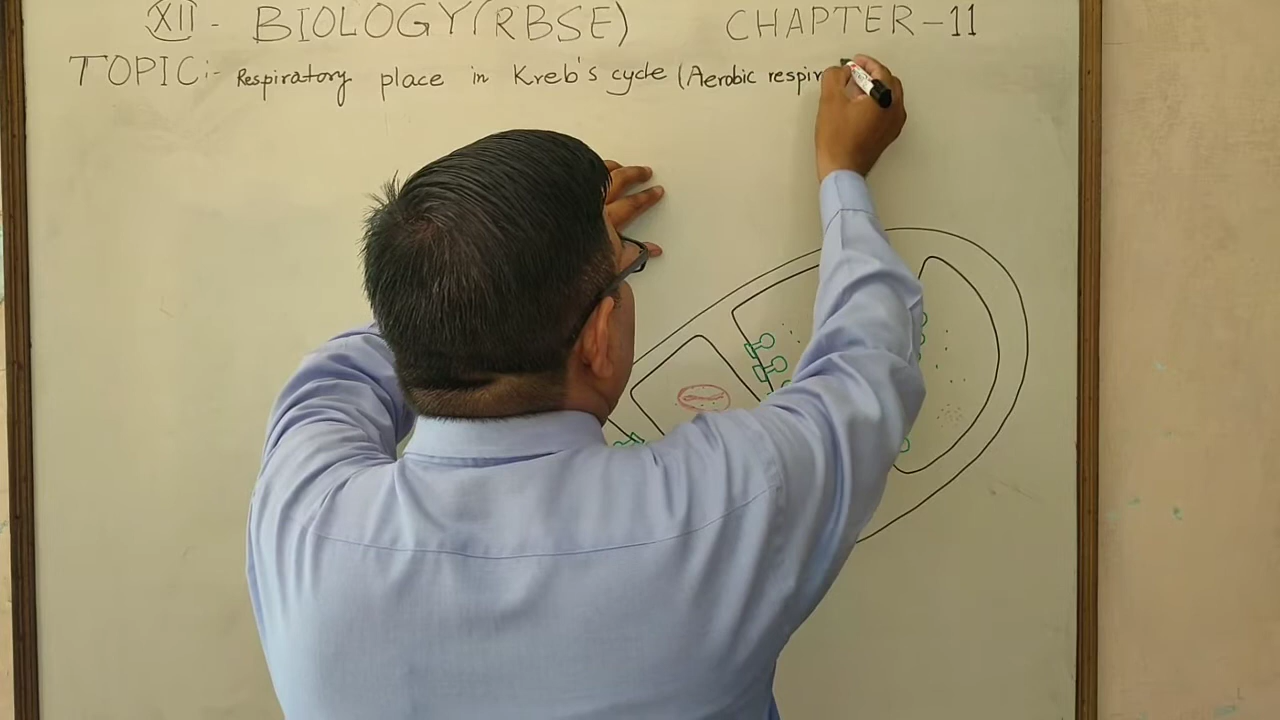 XII - BIOLOGY (RBSE) CHAPTER-11
TOPIC:- Respiratory place in Kreb's cycle (Aerobic respir